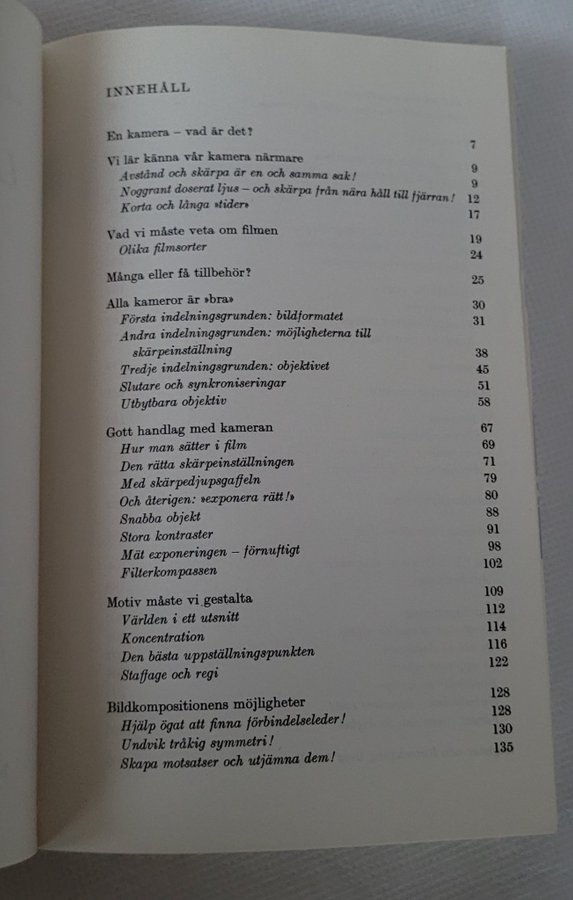 INNEHÅLL
En kamera – vad är det? 7
Vi lär känna vår kamera närmare 9
Avstånd och skärpa är en och samma sak! 9
Noggrant doserat ljus – och skärpa från nära håll till fjärran! 12
Korta och långa »tider» 17
Vad vi måste veta om filmen 19
Olika filmsorter 24
Många eller få tillbehör? 25
Alla kameror är »bra» 30
Första indelningsgrunden: bildformatet 31
Andra indelningsgrunden: möjligheterna till
skärpeinställning 38
Tredje indelningsgrunden: objektivet 45
Slutare och synkroniseringar 51
Utbytbara objektiv 58
Gott handlag med kameran 67
Hur man sätter i film 69
Den rätta skärpeinställningen 71
Med skärpedjupsgaffeln 79
Och återigen: »exponera rätt!» 80
Snabba objekt 88
Stora kontraster 91
Mät exponeringen – förnuftigt 98
Filterkompassen 102
Motiv måste vi gestalta 109
Världen i ett utsnitt 112
Koncentration 114
Den bästa uppställningspunkten 116
Staffage och regi 122
Bildkompositionens möjligheter 128
Hjälp ögat att finna förbindelseleder! 128
Undvik tråkig symmetri! 130
Skapa motsatser och utjämna dem! 135